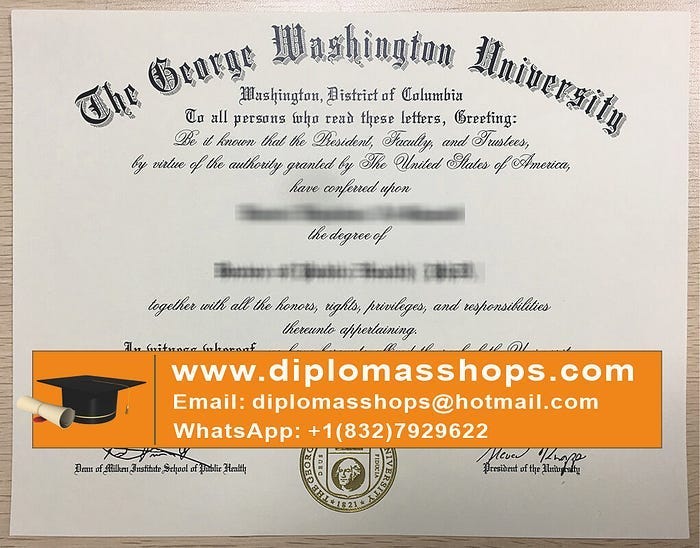 The George Washington University
Washington, District of Columbia
To all persons who read these letters, Greeting:
Be it known that the President, Faculty, and Trustees,
by virtue of the authority granted by The United States of America,
have conferred upon
the degree of
together with all the honors, rights, privileges, and responsibilities
thereunto appertaining.
In witness whereof
www.diplomasshops.com
Email: diplomasshops@hotmail.com
WhatsApp: +1(832)7929622
Dean of Milken Institute School of Public Health
President of the University
1821